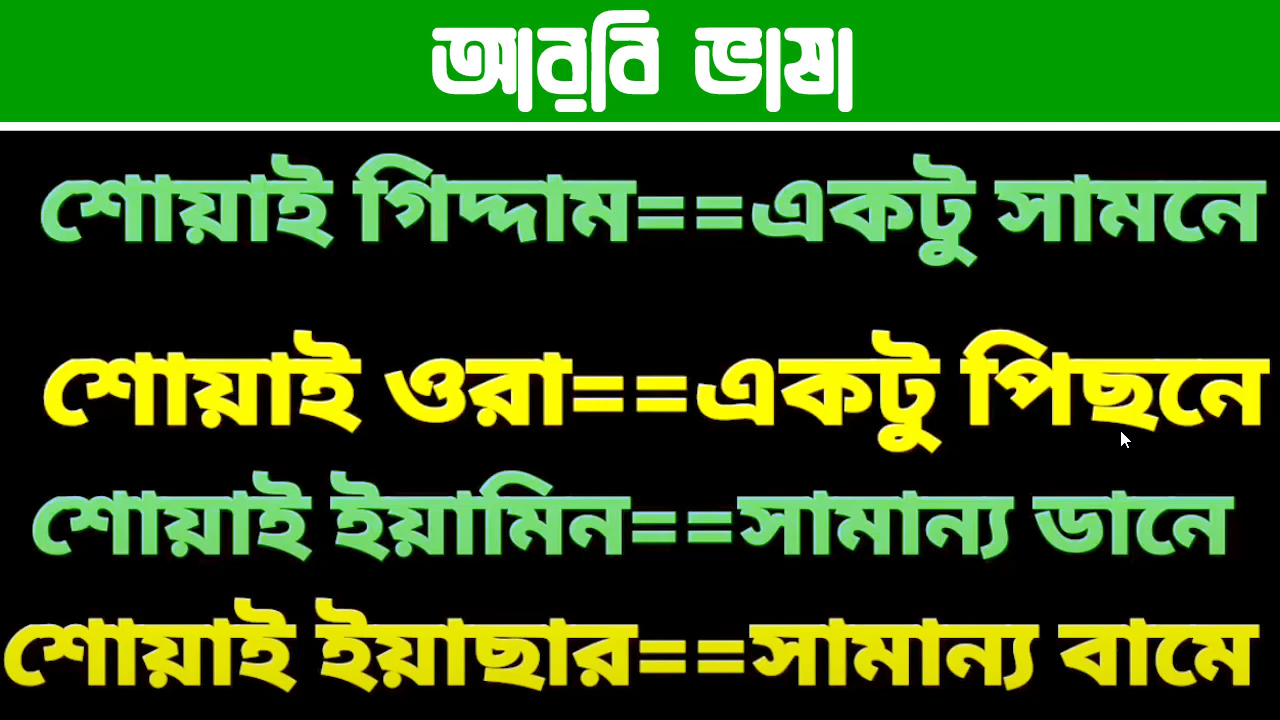 আরবি ভাষা
শোয়াই গিদ্দাম==একটু সামনে
শোয়াই ওরা==একটু পিছনে
শোয়াই ইয়ামিন==সামান্য ডানে
শোয়াই ইয়াছার==সামান্য বামে